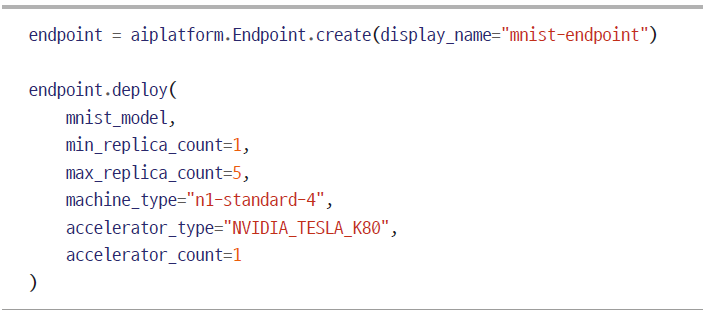 endpoint = aiplatform.Endpoint.create(display_name="mnist-endpoint")

endpoint.deploy(
    mnist_model,
    min_replica_count=1,
    max_replica_count=5,
    machine_type="n1-standard-4",
    accelerator_type="NVIDIA_TESLA_K80",
    accelerator_count=1
)